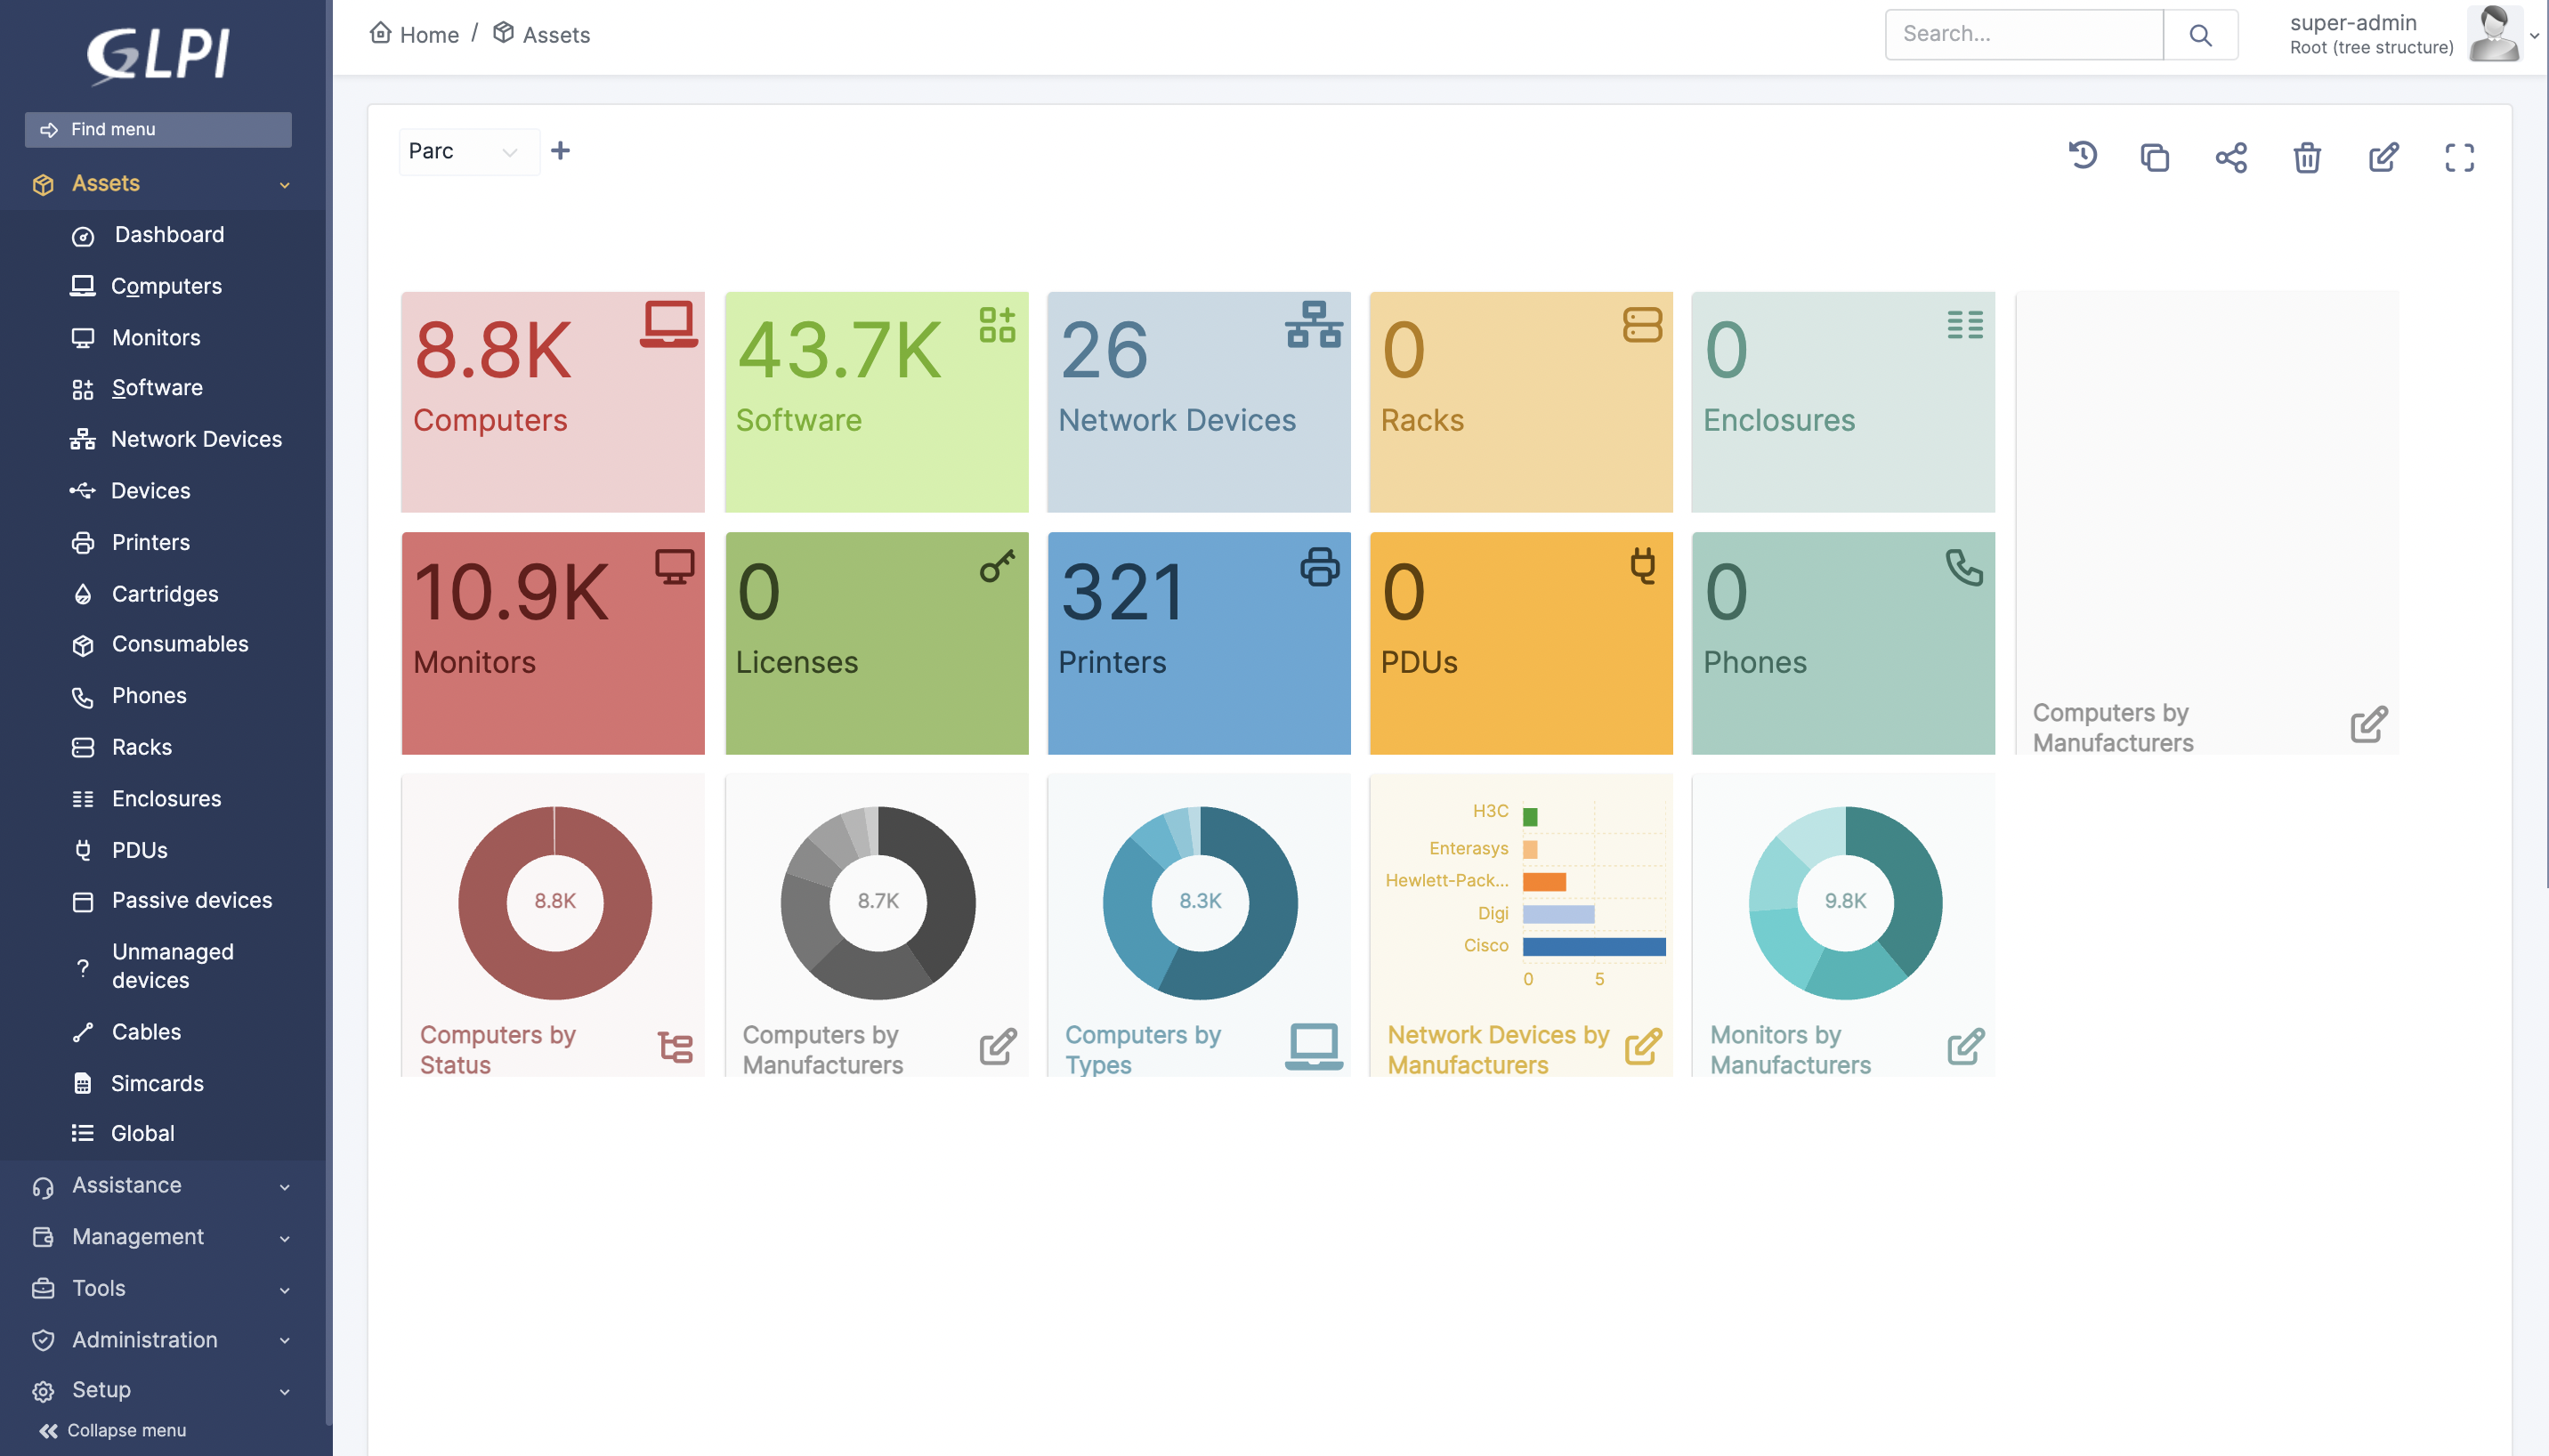 GLPI
Find menu
Assets
Dashboard
Computers
Monitors
Software
Network Devices
Devices
Printers
Cartridges
Consumables
Phones
Racks
Enclosures
PDUs
Passive devices
?
Unmanaged
devices
Cables
Simcards
Global
Assistance
Management
Tools
Administration
Setup
Collapse menu
Home / Assets
Search...
super-admin
Root (tree structure)
Parc
8.8K
Computers
43.7K
Software
26
Network Devices
0
Racks
0
Enclosures
10.9K
Monitors
0
Licenses
321
Printers
0
PDUs
0
Phones
Computers by
Manufacturers
8.8K
Computers by
Status
8.7K
Computers by
Manufacturers
8.3K
Computers by
Types
H3C
Enterasys
Hewlett-Pack...
Digi
Cisco
0 5
Network Devices by
Manufacturers
9.8K
Monitors by
Manufacturers